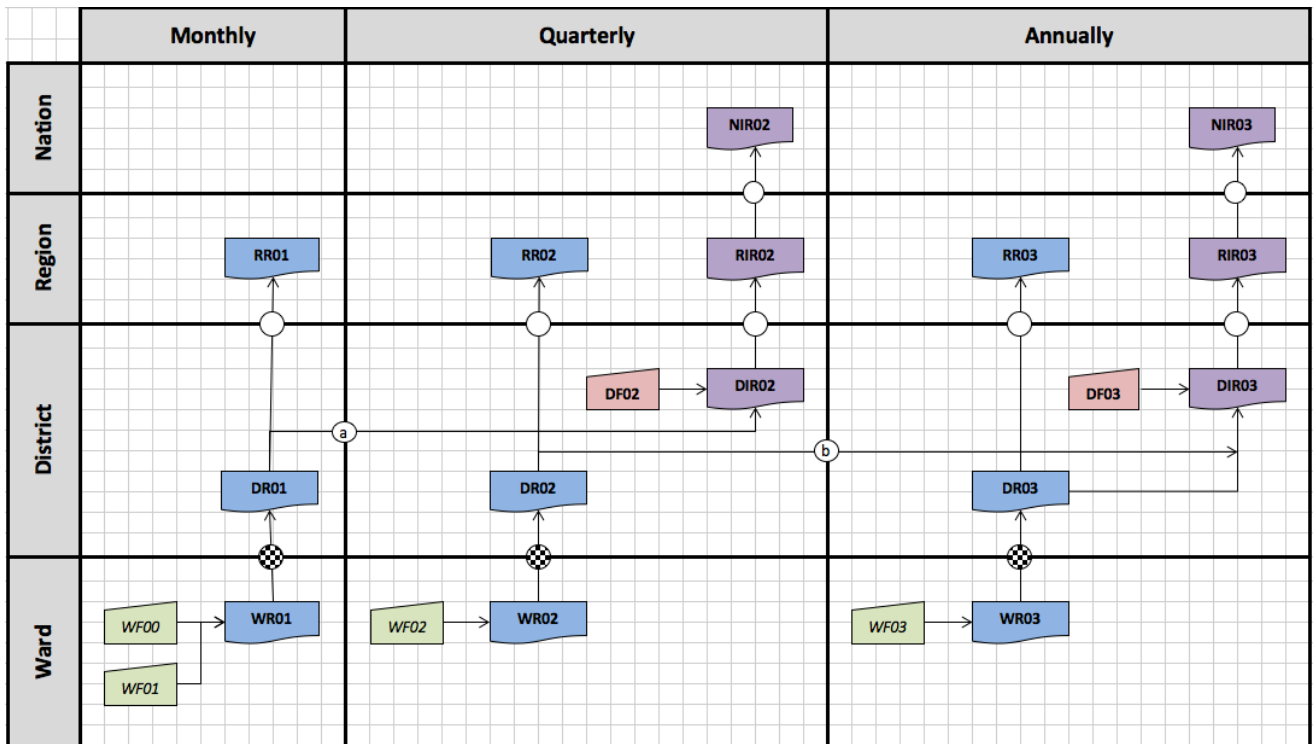 Monthly
Quarterly
Annually
Nation
NIR02
NIR03
Region
RR01
RR02
RIR02
RR03
RIR03
District
DF02
DIR02
DF03
DIR03
a
b
DR01
DR02
DR03
Ward
WF00
WR01
WF02
WR02
WF03
WR03
WF01